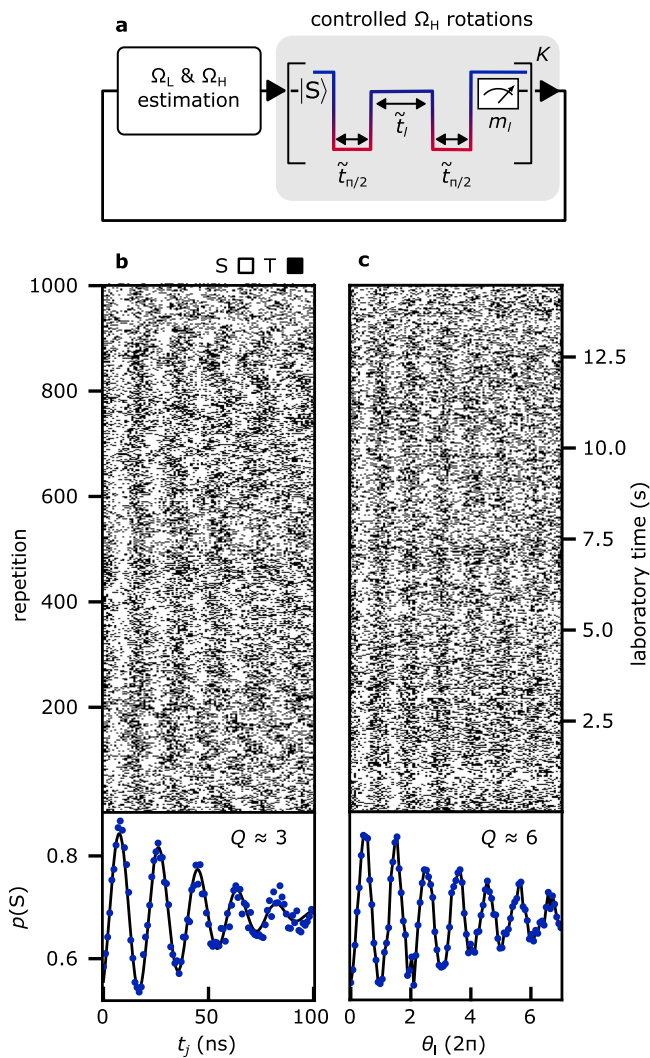 controlled Ω_H rotations
a
Ω_L & Ω_H
estimation
|S⟩
K
t̃_l
m_l
t̃_π/2
t̃_π/2
b
S
T
c
1000
800
600
400
200
repetition
12.5
10.0
7.5
5.0
2.5
laboratory time (s)
Q ≈ 3
Q ≈ 6
0.8
0.6
p(S)
0
50
100
t_j (ns)
0
2
4
6
θ_l (2π)